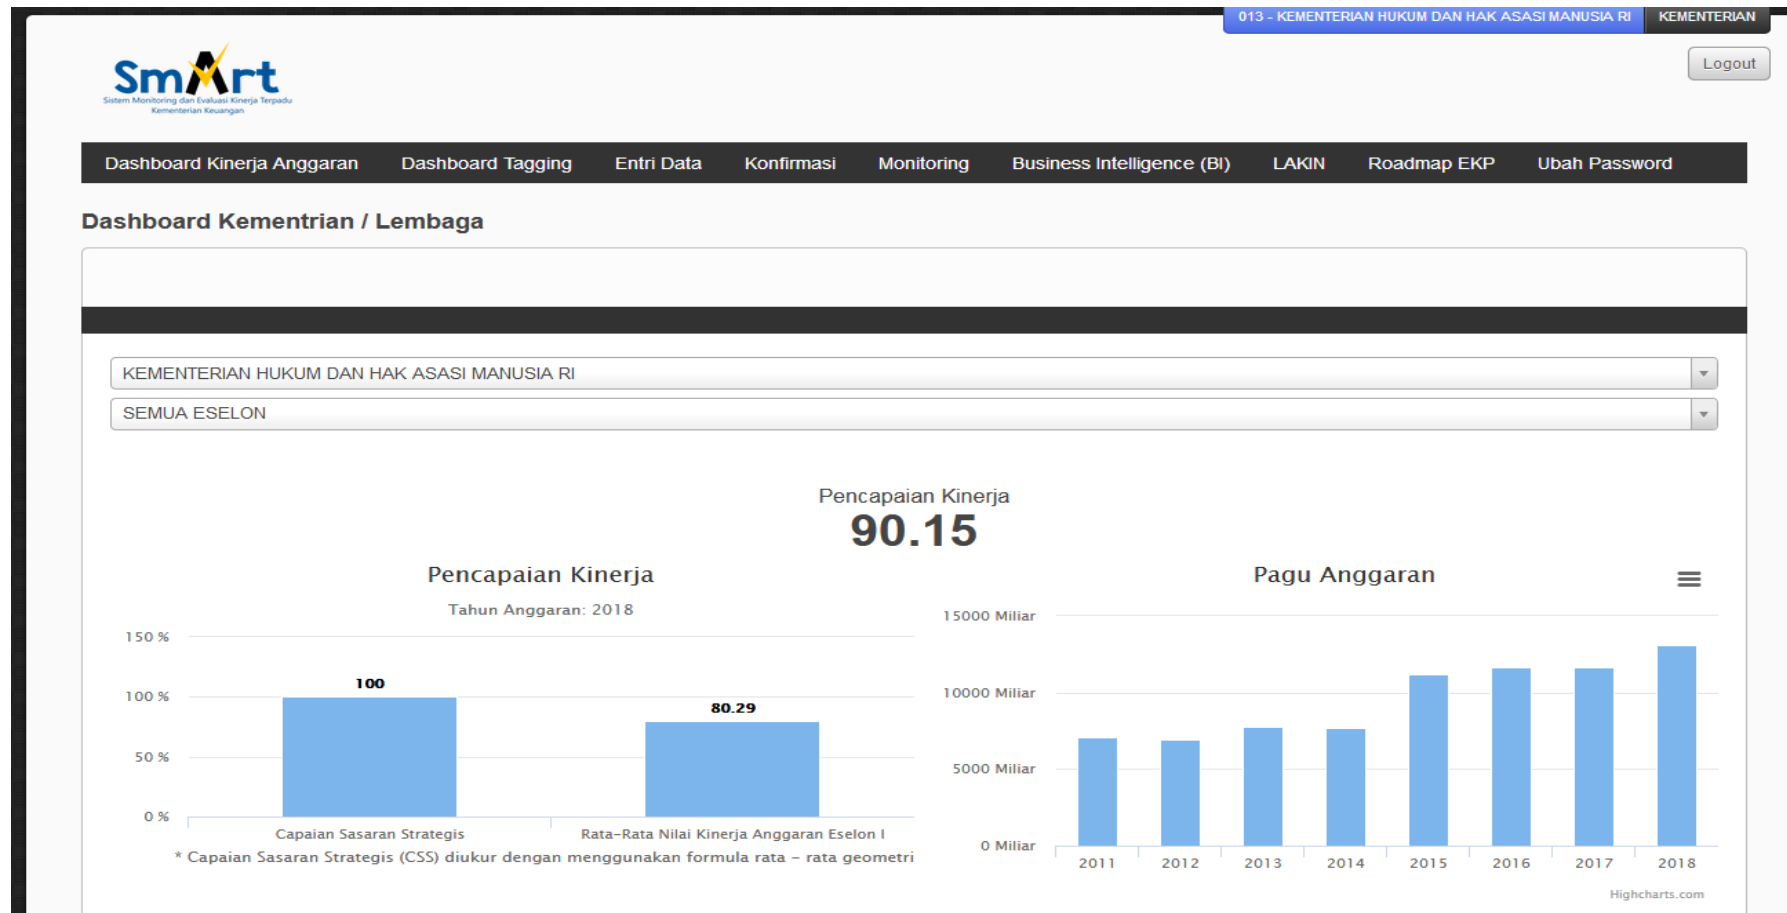 013 - KEMENTERIAN HUKUM DAN HAK ASASI MANUSIA RI
KEMENTERIAN
Logout
SmArt
Sistem Monitoring dan Evaluasi Kinerja Terpadu
Kementerian Keuangan
Dashboard Kinerja Anggaran Dashboard Tagging Entri Data Konfirmasi Monitoring Business Intelligence (BI) LAKIN Roadmap EKP Ubah Password
Dashboard Kementrian / Lembaga
KEMENTERIAN HUKUM DAN HAK ASASI MANUSIA RI
SEMUA ESELON
Pencapaian Kinerja
90.15
Pencapaian Kinerja
Tahun Anggaran: 2018
150 %
100 %
50 %
0 %
100
80.29
Capaian Sasaran Strategis
Rata-Rata Nilai Kinerja Anggaran Eselon I
* Capaian Sasaran Strategis (CSS) diukur dengan menggunakan formula rata - rata geometri
Pagu Anggaran
15000 Miliar
10000 Miliar
5000 Miliar
0 Miliar
2011 2012 2013 2014 2015 2016 2017 2018
Highcharts.com